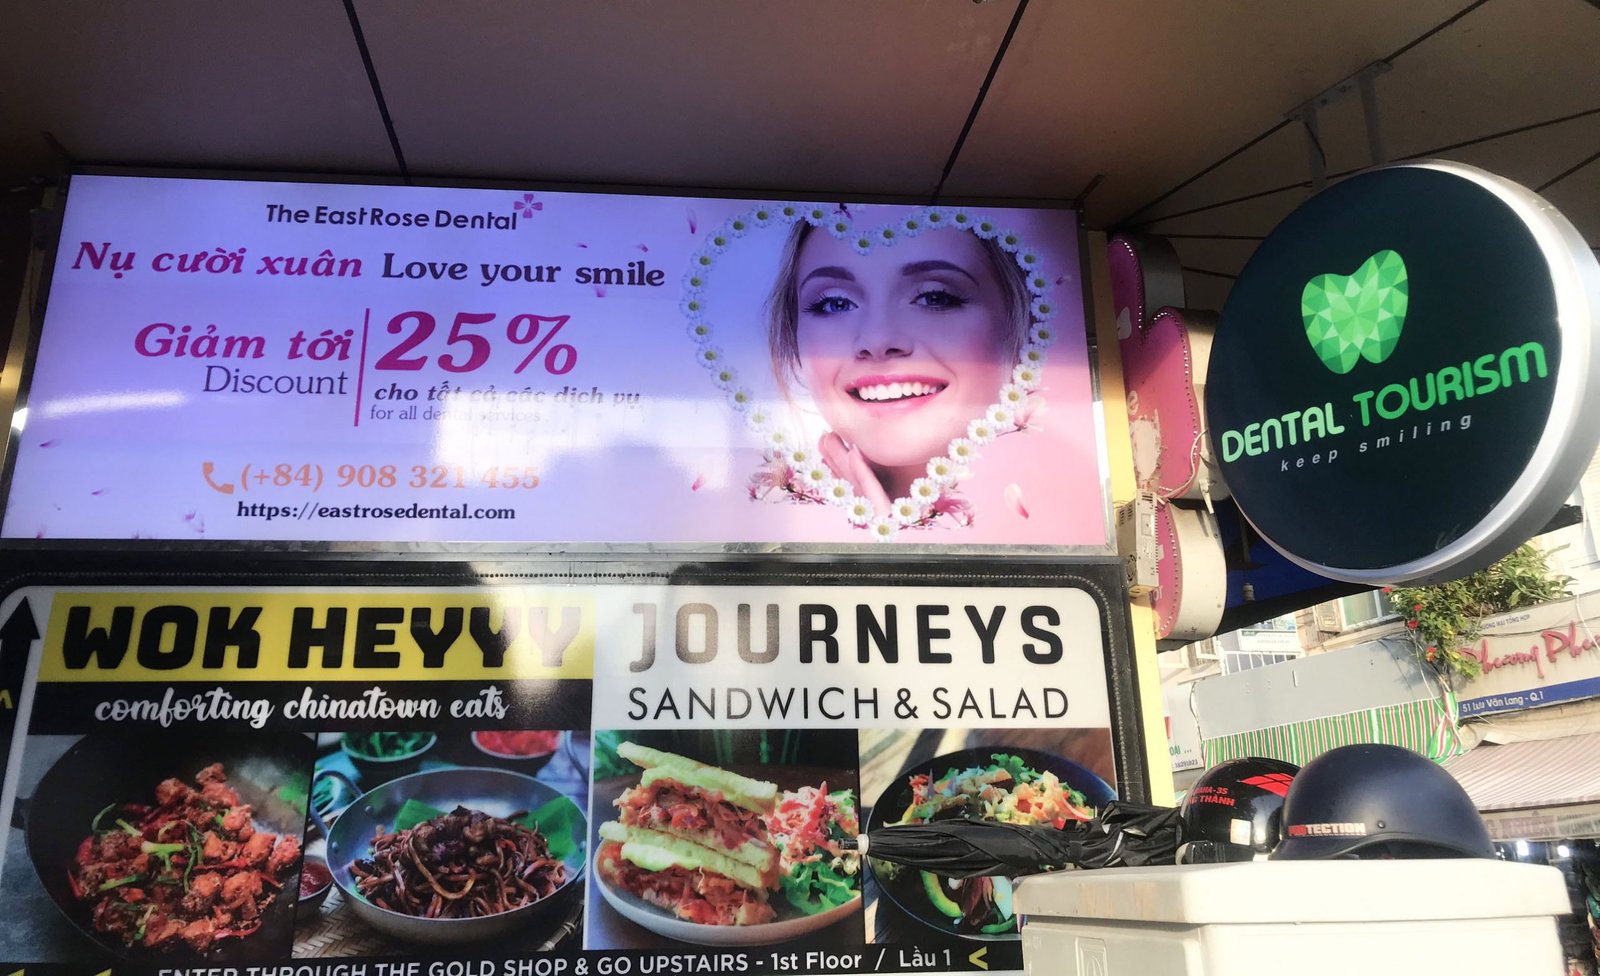 The East Rose Dental
Nụ cười xuân Love your smile
Giảm tới 25%
Discount
cho tất cả các dịch vụ
for all dental services
(+84) 908 321 455
https://eastrosedental.com
DENTAL TOURISM
keep smiling
WOK HEYYY
comforting chinatown eats
JOURNEYS
SANDWICH & SALAD
ENTER THROUGH THE GOLD SHOP & GO UPSTAIRS - 1st Floor / Lầu 1
51 Lưu Văn Lang - Q.1
PROTECTION